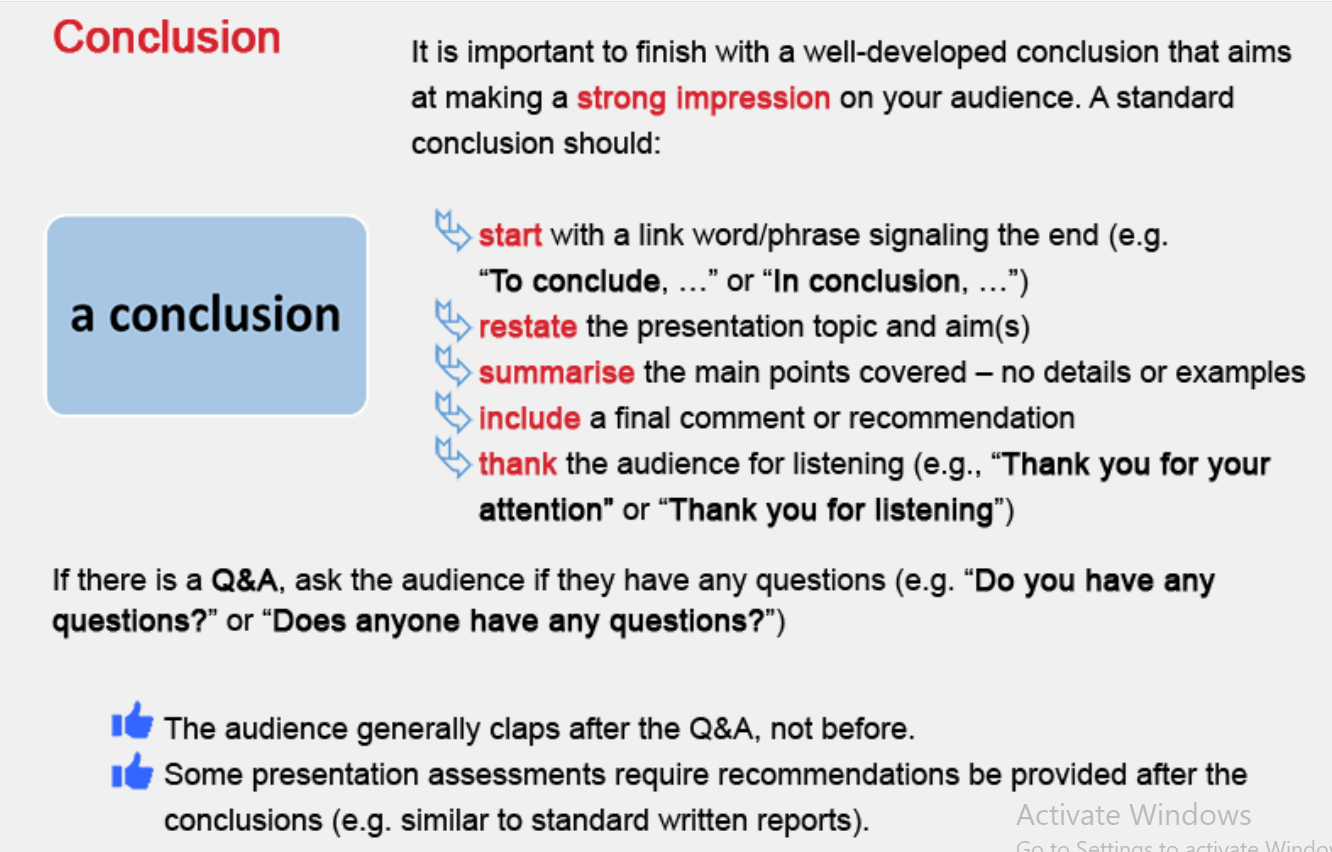 Conclusion
It is important to finish with a well-developed conclusion that aims
at making a strong impression on your audience. A standard
conclusion should:
a conclusion
start with a link word/phrase signaling the end (e.g.
“To conclude, …” or “In conclusion, …”)
restate the presentation topic and aim(s)
summarise the main points covered – no details or examples
include a final comment or recommendation
thank the audience for listening (e.g., “Thank you for your
attention" or “Thank you for listening”)
If there is a Q&A, ask the audience if they have any questions (e.g. “Do you have any
questions?” or “Does anyone have any questions?”)
The audience generally claps after the Q&A, not before.
Some presentation assessments require recommendations be provided after the
conclusions (e.g. similar to standard written reports).
Activate Windows
Go to Settings to activate Window